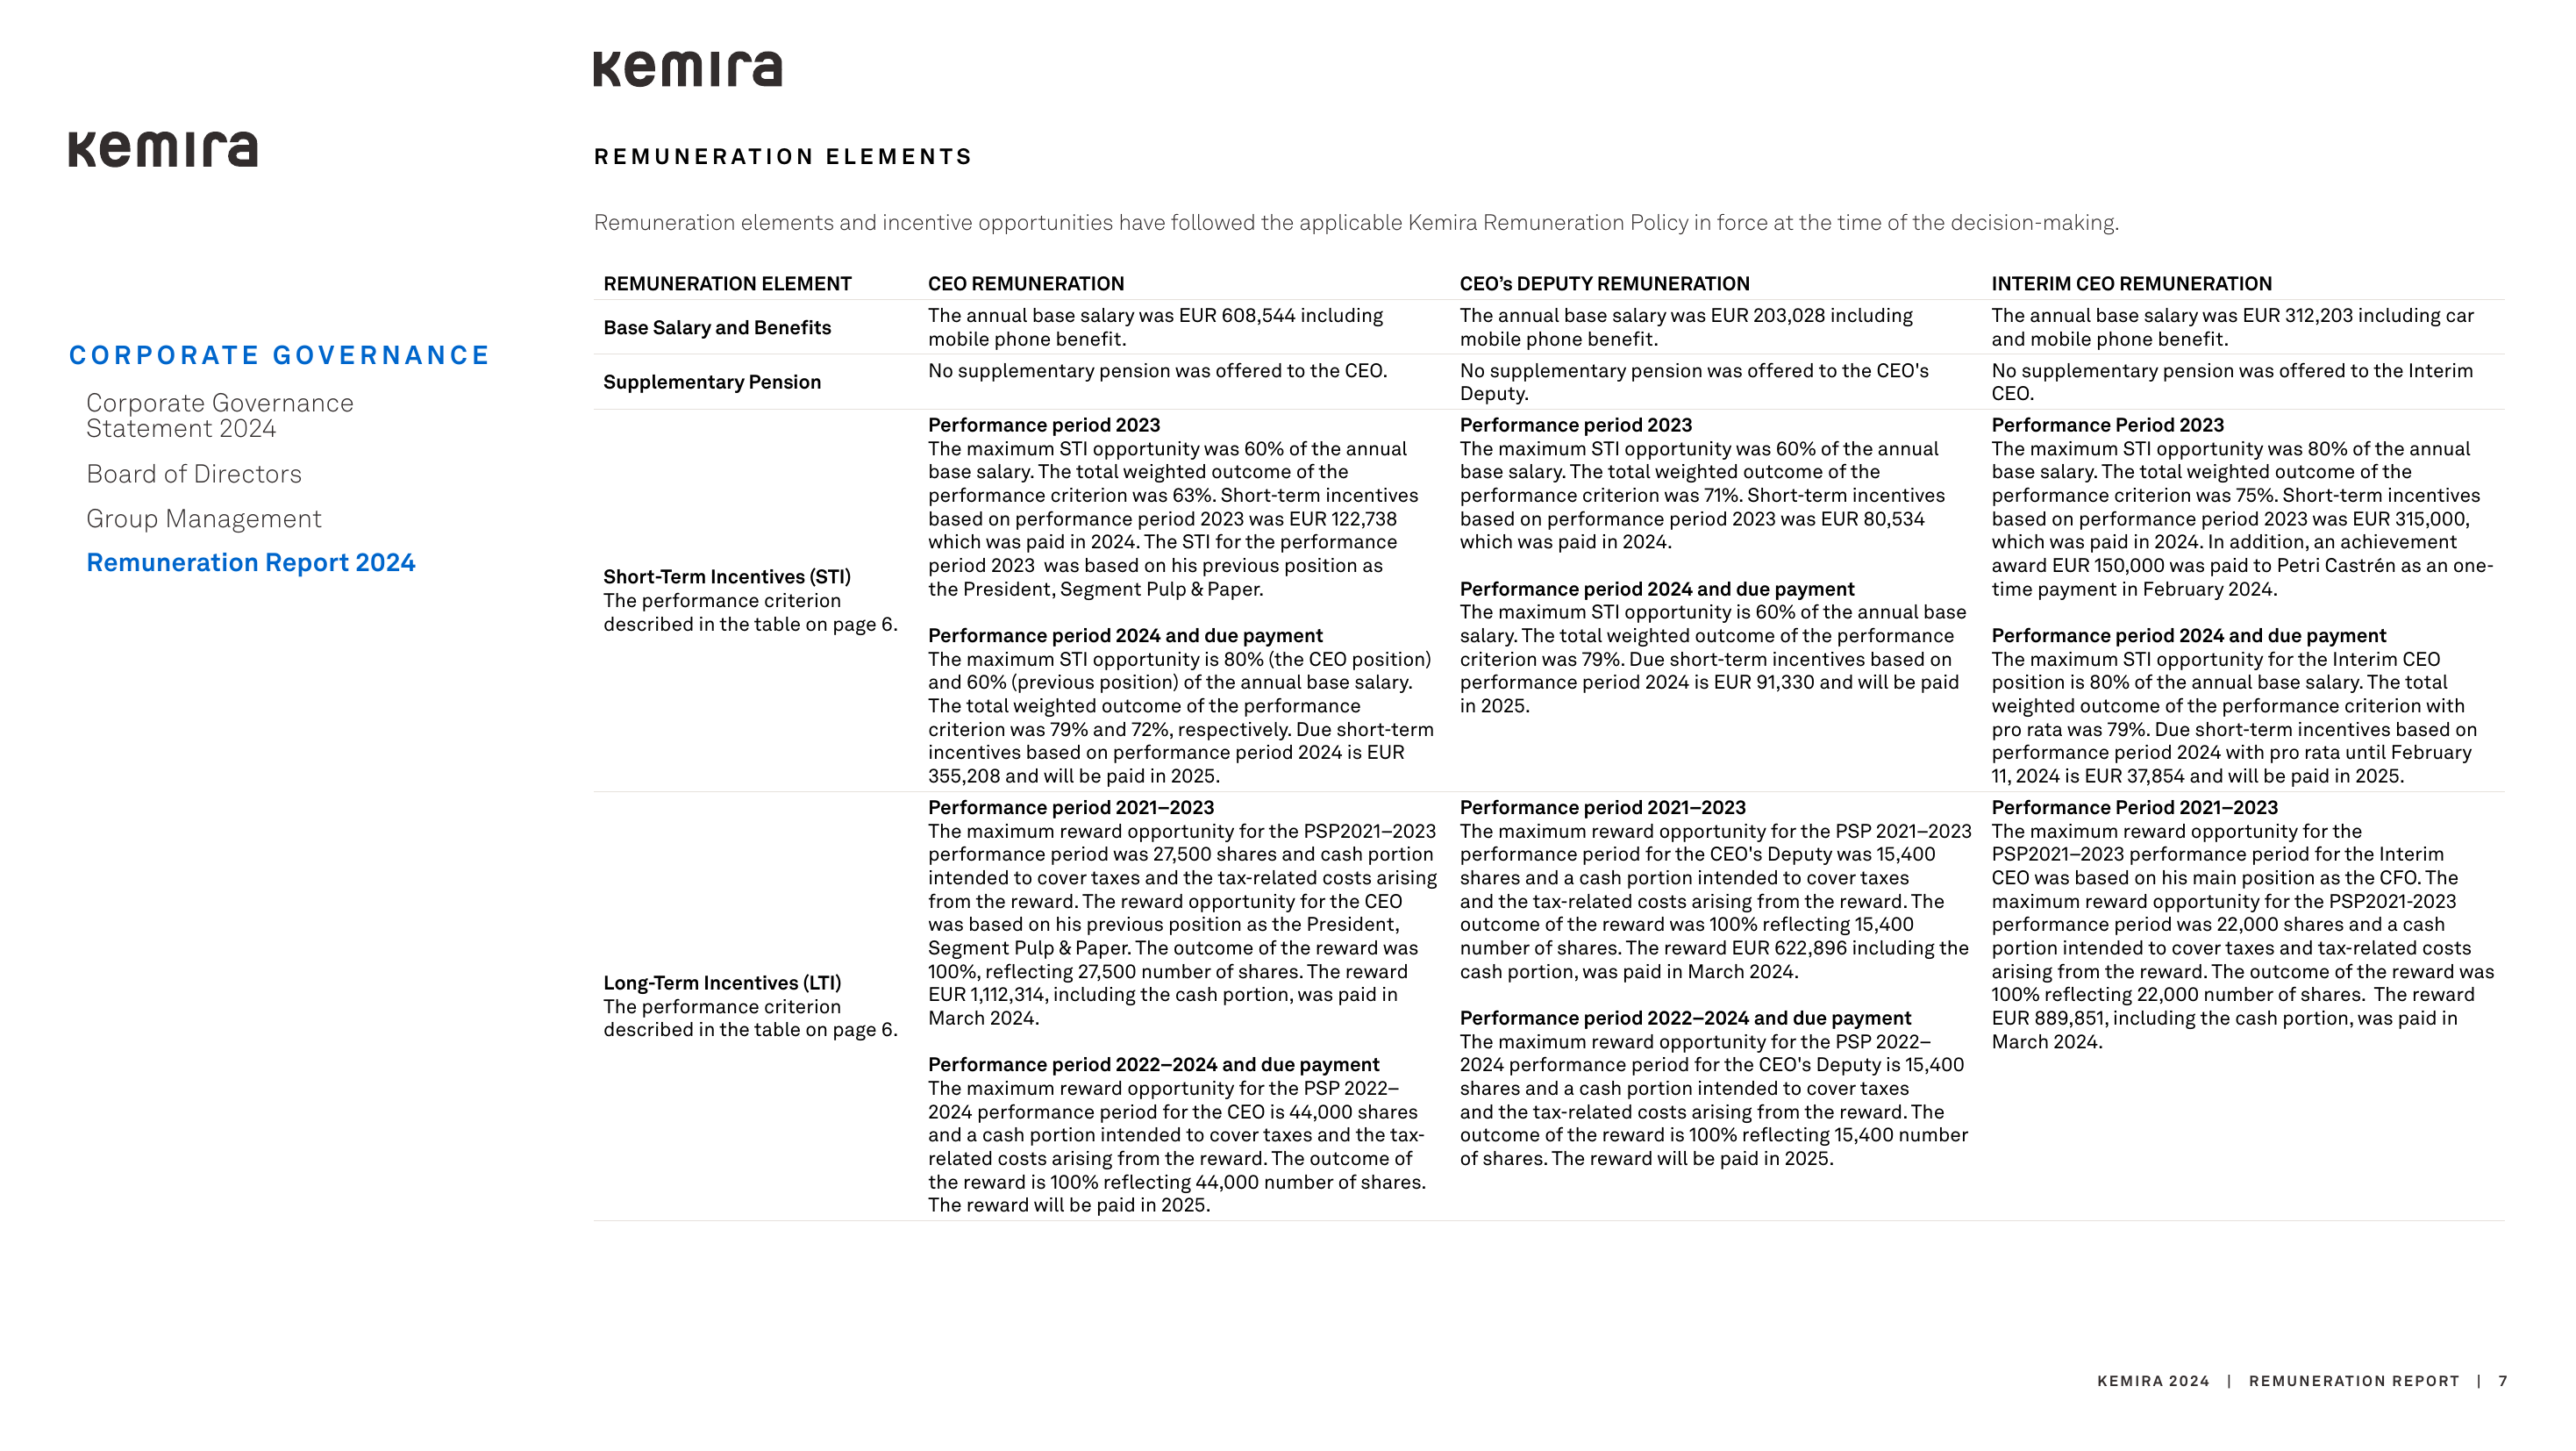 kemira
CORPORATE GOVERNANCE
Corporate Governance
Statement 2024
Board of Directors
Group Management
Remuneration Report 2024
kemira
REMUNERATION ELEMENTS
Remuneration elements and incentive opportunities have followed the applicable Kemira Remuneration Policy in force at the time of the decision-making.
REMUNERATION ELEMENT
CEO REMUNERATION
CEO’s DEPUTY REMUNERATION
INTERIM CEO REMUNERATION
Base Salary and Benefits
The annual base salary was EUR 608,544 including
mobile phone benefit.
The annual base salary was EUR 203,028 including
mobile phone benefit.
The annual base salary was EUR 312,203 including car
and mobile phone benefit.
Supplementary Pension
No supplementary pension was offered to the CEO.
No supplementary pension was offered to the CEO's
Deputy.
No supplementary pension was offered to the Interim
CEO.
Short-Term Incentives (STI)
The performance criterion
described in the table on page 6.
Performance period 2023
The maximum STI opportunity was 60% of the annual
base salary. The total weighted outcome of the
performance criterion was 63%. Short-term incentives
based on performance period 2023 was EUR 122,738
which was paid in 2024. The STI for the performance
period 2023  was based on his previous position as
the President, Segment Pulp & Paper.
Performance period 2024 and due payment
The maximum STI opportunity is 80% (the CEO position)
and 60% (previous position) of the annual base salary.
The total weighted outcome of the performance
criterion was 79% and 72%, respectively. Due short-term
incentives based on performance period 2024 is EUR
355,208 and will be paid in 2025.
Performance period 2023
The maximum STI opportunity was 60% of the annual
base salary. The total weighted outcome of the
performance criterion was 71%. Short-term incentives
based on performance period 2023 was EUR 80,534
which was paid in 2024.
Performance period 2024 and due payment
The maximum STI opportunity is 60% of the annual base
salary. The total weighted outcome of the performance
criterion was 79%. Due short-term incentives based on
performance period 2024 is EUR 91,330 and will be paid
in 2025.
Performance Period 2023
The maximum STI opportunity was 80% of the annual
base salary. The total weighted outcome of the
performance criterion was 75%. Short-term incentives
based on performance period 2023 was EUR 315,000,
which was paid in 2024. In addition, an achievement
award EUR 150,000 was paid to Petri Castrén as an one-
time payment in February 2024.
Performance period 2024 and due payment
The maximum STI opportunity for the Interim CEO
position is 80% of the annual base salary. The total
weighted outcome of the performance criterion with
pro rata was 79%. Due short-term incentives based on
performance period 2024 with pro rata until February
11, 2024 is EUR 37,854 and will be paid in 2025.
Long-Term Incentives (LTI)
The performance criterion
described in the table on page 6.
Performance period 2021–2023
The maximum reward opportunity for the PSP2021–2023
performance period was 27,500 shares and cash portion
intended to cover taxes and the tax-related costs arising
from the reward. The reward opportunity for the CEO
was based on his previous position as the President,
Segment Pulp & Paper. The outcome of the reward was
100%, reflecting 27,500 number of shares. The reward
EUR 1,112,314, including the cash portion, was paid in
March 2024.
Performance period 2022–2024 and due payment
The maximum reward opportunity for the PSP 2022–
2024 performance period for the CEO is 44,000 shares
and a cash portion intended to cover taxes and the tax-
related costs arising from the reward. The outcome of
the reward is 100% reflecting 44,000 number of shares.
The reward will be paid in 2025.
Performance period 2021–2023
The maximum reward opportunity for the PSP 2021–2023
performance period for the CEO's Deputy was 15,400
shares and a cash portion intended to cover taxes
and the tax-related costs arising from the reward. The
outcome of the reward was 100% reflecting 15,400
number of shares. The reward EUR 622,896 including the
cash portion, was paid in March 2024.
Performance period 2022–2024 and due payment
The maximum reward opportunity for the PSP 2022–
2024 performance period for the CEO's Deputy is 15,400
shares and a cash portion intended to cover taxes
and the tax-related costs arising from the reward. The
outcome of the reward is 100% reflecting 15,400 number
of shares. The reward will be paid in 2025.
Performance Period 2021–2023
The maximum reward opportunity for the
PSP2021–2023 performance period for the Interim
CEO was based on his main position as the CFO. The
maximum reward opportunity for the PSP2021-2023
performance period was 22,000 shares and a cash
portion intended to cover taxes and tax-related costs
arising from the reward. The outcome of the reward was
100% reflecting 22,000 number of shares.  The reward
EUR 889,851, including the cash portion, was paid in
March 2024.
KEMIRA 2024 | REMUNERATION REPORT | 7